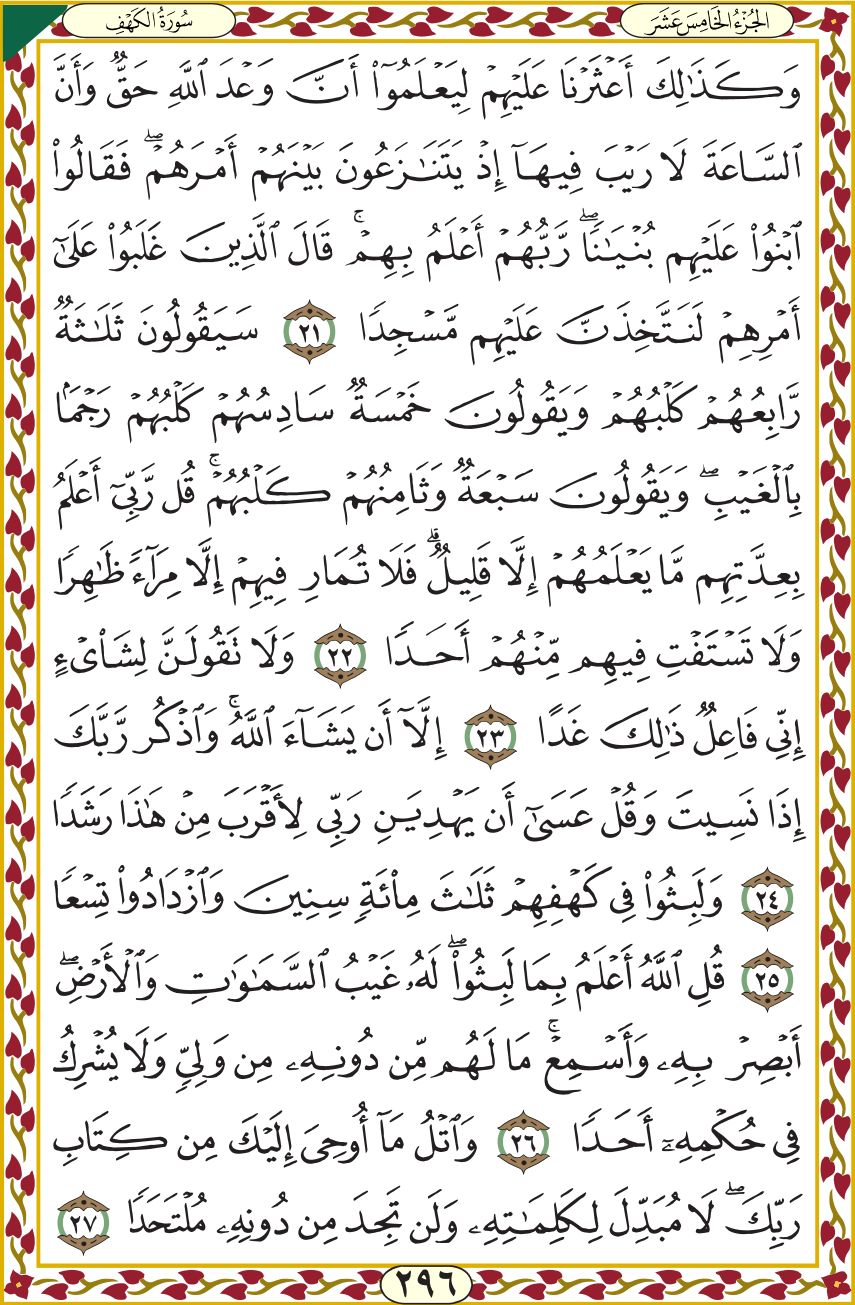 سُورَةُ الكَهْفِ
الجُزْءُ الخَامِسَ عَشَرَ
وَكَذَٰلِكَ أَعْثَرْنَا عَلَيْهِمْ لِيَعْلَمُوٓا۟ أَنَّ وَعْدَ ٱللَّهِ حَقٌّ وَأَنَّ
ٱلسَّاعَةَ لَا رَيْبَ فِيهَآ إِذْ يَتَنَٰزَعُونَ بَيْنَهُمْ أَمْرَهُمْ ۖ فَقَالُوا۟
ٱبْنُوا۟ عَلَيْهِم بُنْيَٰنًا ۖ رَّبُّهُمْ أَعْلَمُ بِهِمْ ۚ قَالَ ٱلَّذِينَ غَلَبُوا۟ عَلَىٰٓ
أَمْرِهِمْ لَنَتَّخِذَنَّ عَلَيْهِم مَّسْجِدًا ٢١ سَيَقُولُونَ ثَلَٰثَةٌ
رَّابِعُهُمْ كَلْبُهُمْ وَيَقُولُونَ خَمْسَةٌ سَادِسُهُمْ كَلْبُهُمْ رَجْمًۢا
بِٱلْغَيْبِ ۖ وَيَقُولُونَ سَبْعَةٌ وَثَامِنُهُمْ كَلْبُهُمْ ۚ قُل رَّبِّىٓ أَعْلَمُ
بِعِدَّتِهِم مَّا يَعْلَمُهُمْ إِلَّا قَلِيلٌ ۗ فَلَا تُمَارِ فِيهِمْ إِلَّا مِرَآءً ظَٰهِرًا
وَلَا تَسْتَفْتِ فِيهِم مِّنْهُمْ أَحَدًا ٢٢ وَلَا تَقُولَنَّ لِشَا۟ىْءٍ
إِنِّى فَاعِلٌ ذَٰلِكَ غَدًا ٢٣ إِلَّآ أَن يَشَآءَ ٱللَّهُ ۚ وَٱذْكُر رَّبَّكَ
إِذَا نَسِيتَ وَقُلْ عَسَىٰٓ أَن يَهْدِيَنِ رَبِّى لِأَقْرَبَ مِنْ هَٰذَا رَشَدًا
٢٤ وَلَبِثُوا۟ فِى كَهْفِهِمْ ثَلَٰثَ مِا۟ئَةٍ سِنِينَ وَٱزْدَادُوا۟ تِسْعًا
٢٥ قُلِ ٱللَّهُ أَعْلَمُ بِمَا لَبِثُوا۟ ۖ لَهُۥ غَيْبُ ٱلسَّمَٰوَٰتِ وَٱلْأَرْضِ ۖ
أَبْصِرْ بِهِۦ وَأَسْمِعْ ۚ مَا لَهُم مِّن دُونِهِۦ مِن وَلِىٍّ وَلَا يُشْرِكُ
فِى حُكْمِهِۦٓ أَحَدًا ٢٦ وَٱتْلُ مَآ أُوحِىَ إِلَيْكَ مِن كِتَابِ
رَبِّكَ ۖ لَا مُبَدِّلَ لِكَلِمَٰتِهِۦ وَلَن تَجِدَ مِن دُونِهِۦ مُلْتَحَدًا ٢٧
٢٩٦